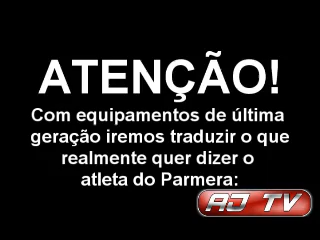 ATENÇÃO!
Com equipamentos de última
geração iremos traduzir o que
realmente quer dizer o
atleta do Parmera:
AJ TV